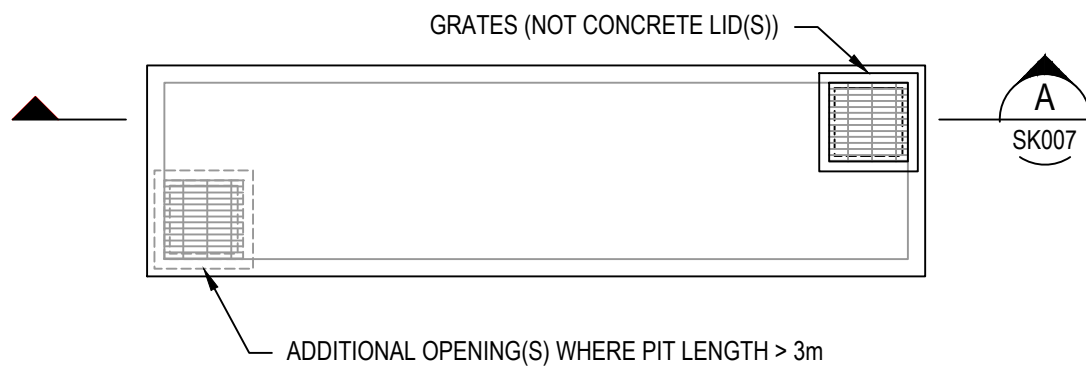 GRATES (NOT CONCRETE LID(S))
A
SK007
ADDITIONAL OPENING(S) WHERE PIT LENGTH > 3m